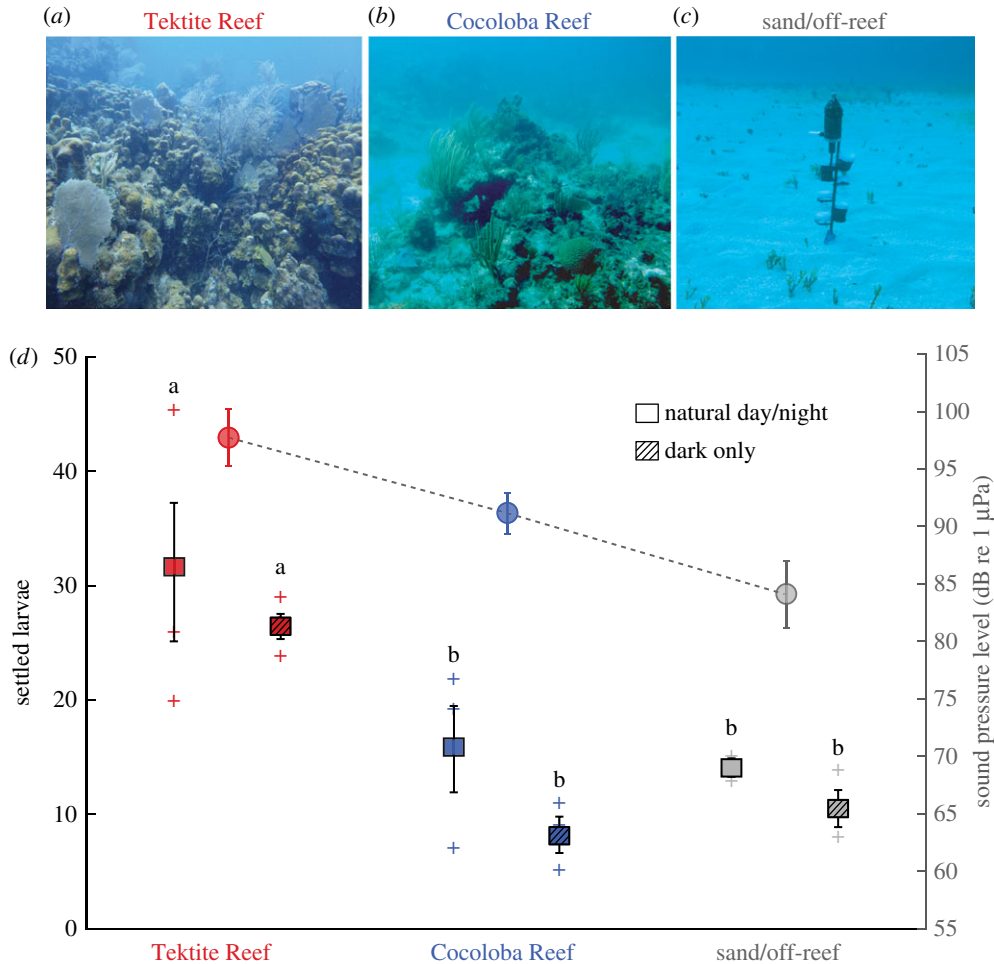 (a) Tektite Reef
(b) Cocoloba Reef
(c) sand/off-reef
(d)
50
40
30
20
10
0
settled larvae
a
a
b
b
b
b
natural day/night
dark only
105
100
95
90
85
80
75
70
65
60
55
sound pressure level (dB re 1 µPa)
Tektite Reef
Cocoloba Reef
sand/off-reef